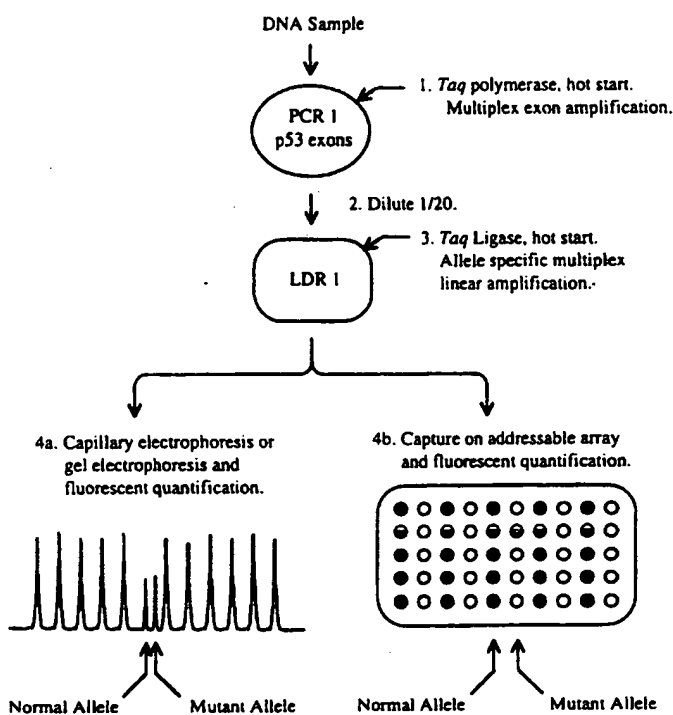 DNA Sample
1. Taq polymerase, hot start.
Multiplex exon amplification.
PCR 1
p53 exons
2. Dilute 1/20.
3. Taq Ligase, hot start.
Allele specific multiplex
linear amplification.
LDR 1
4a. Capillary electrophoresis or
gel electrophoresis and
fluorescent quantification.
4b. Capture on addressable array
and fluorescent quantification.
Normal Allele
Mutant Allele
Normal Allele
Mutant Allele